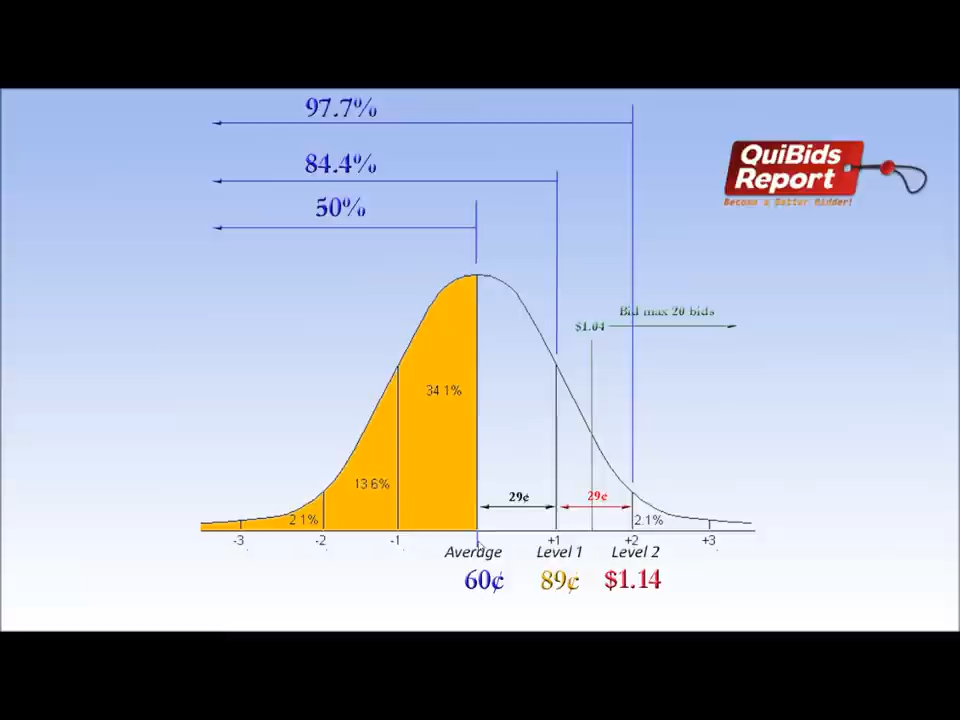 97.7%
84.4%
50%
QuiBids
Report
Become a Better Bidder!
Bid max 20 bids
$1.04
34 1%
13 6%
29¢
29¢
2 1%
2.1%
-3
-2
-1
+1
+2
+3
Average
Level 1
Level 2
60¢
89¢
$1.14